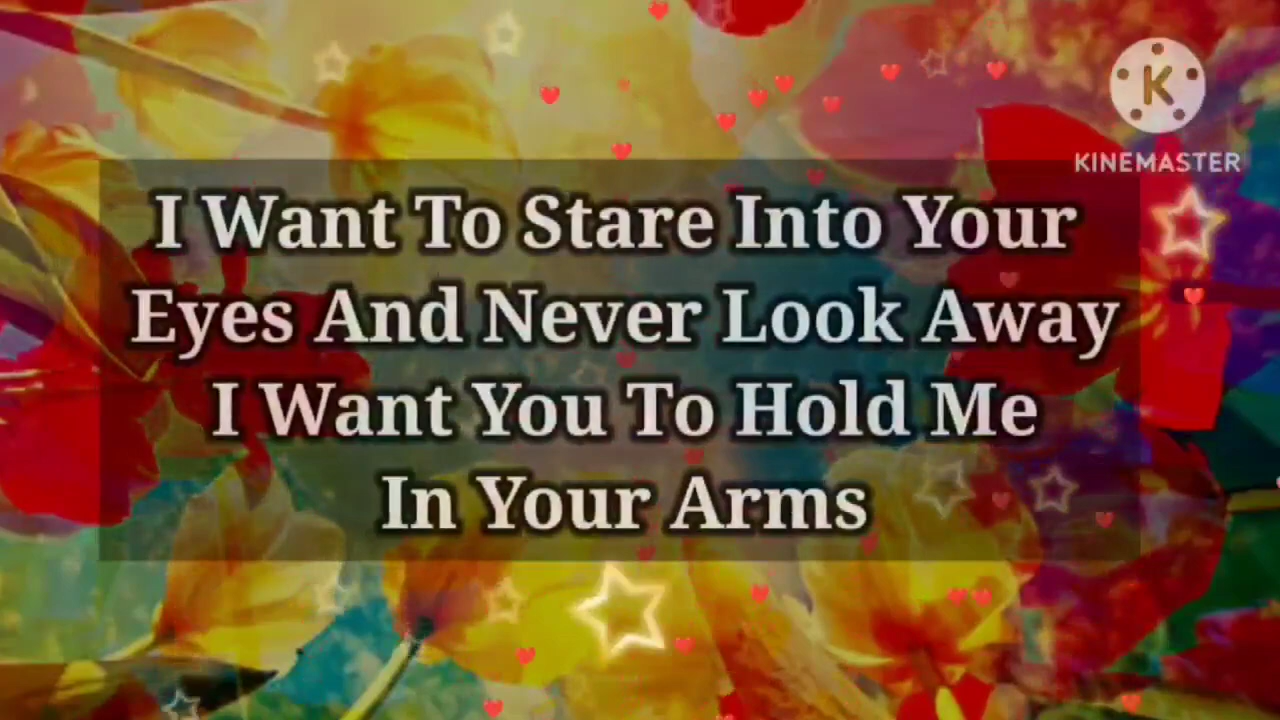 K
KINEMASTER
I Want To Stare Into Your
Eyes And Never Look Away
I Want You To Hold Me
In Your Arms